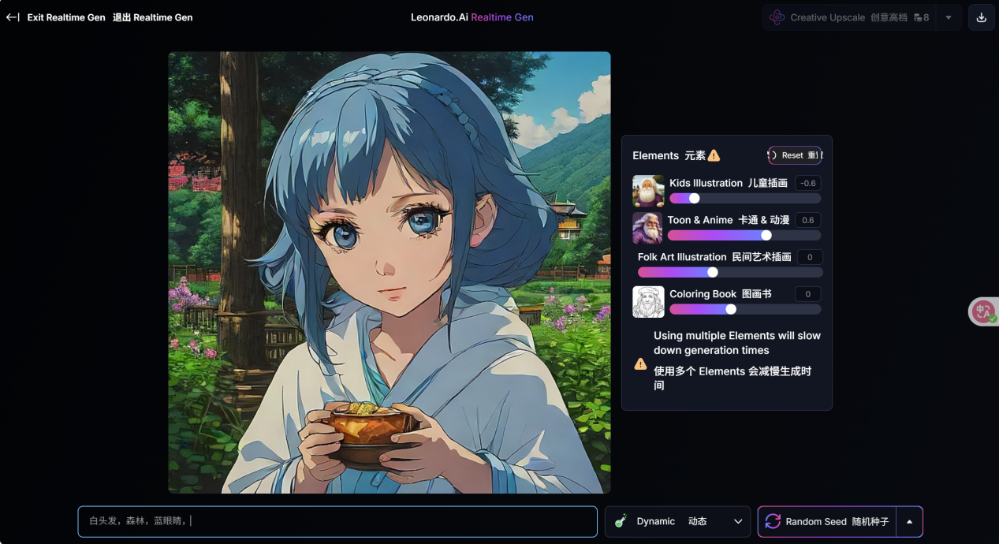 Exit Realtime Gen 退出 Realtime Gen
Leonardo.Ai Realtime Gen
Creative Upscale 创意高档 8
Elements 元素
Reset 重
Kids Illustration 儿童插画 -0.6
Toon & Anime 卡通 & 动漫 0.6
Folk Art Illustration 民间艺术插画 0
Coloring Book 图画书 0
Using multiple Elements will slow
down generation times
使用多个 Elements 会减慢生成时
间
中
A
白头发，森林，蓝眼睛，
Dynamic 动态
Random Seed 随机种子